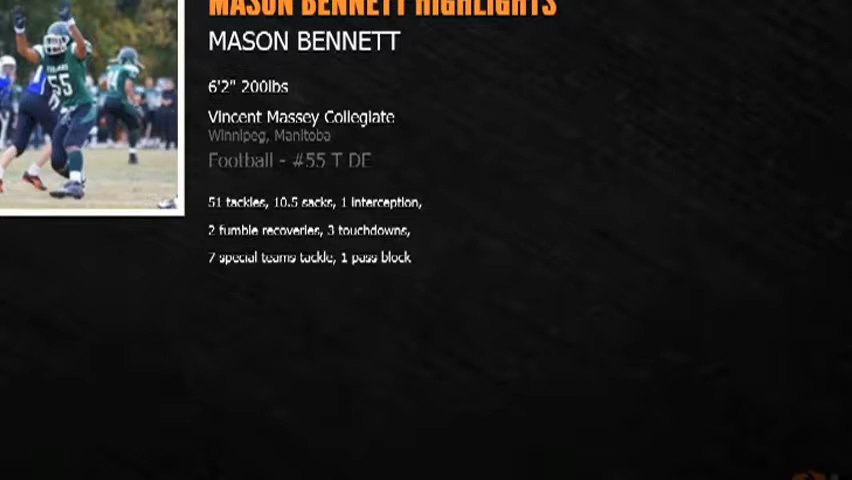 MASON BENNETT HIGHLIGHTS
MASON BENNETT
6'2" 200lbs
Vincent Massey Collegiate
Winnipeg, Manitoba
Football - #55 T DE
51 tackles, 10.5 sacks, 1 interception,
2 fumble recoveries, 3 touchdowns,
7 special teams tackle, 1 pass block
55